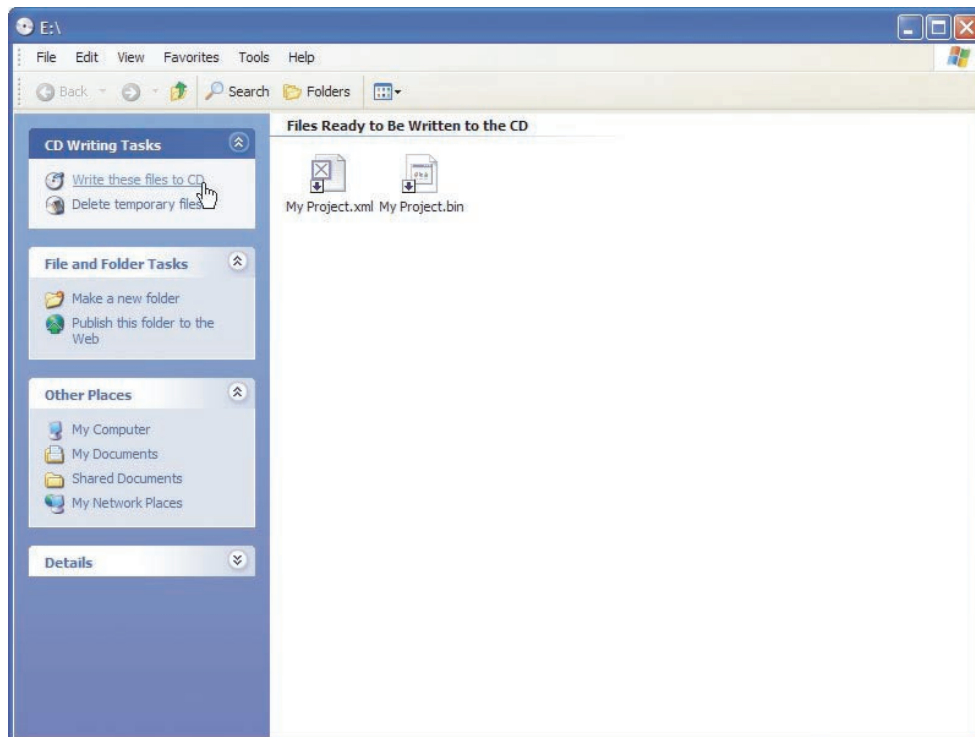 E:\
File Edit View Favorites Tools Help
Back Search Folders
CD Writing Tasks
Write these files to CD
Delete temporary files
File and Folder Tasks
Make a new folder
Publish this folder to the
Web
Other Places
My Computer
My Documents
Shared Documents
My Network Places
Details
Files Ready to Be Written to the CD
My Project.xml My Project.bin